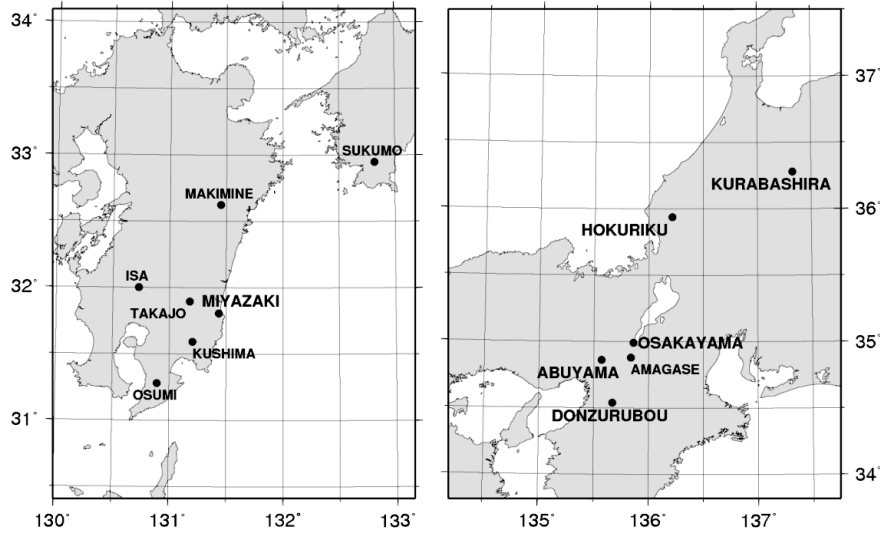 34°
33°
32°
31°
130°
131°
132°
133°
SUKUMO
MAKIMINE
ISA
TAKAJO
MIYAZAKI
KUSHIMA
OSUMI
37°
36°
35°
34°
135°
136°
137°
KURABASHIRA
HOKURIKU
OSAKAYAMA
ABUYAMA
AMAGASE
DONZURUBOU